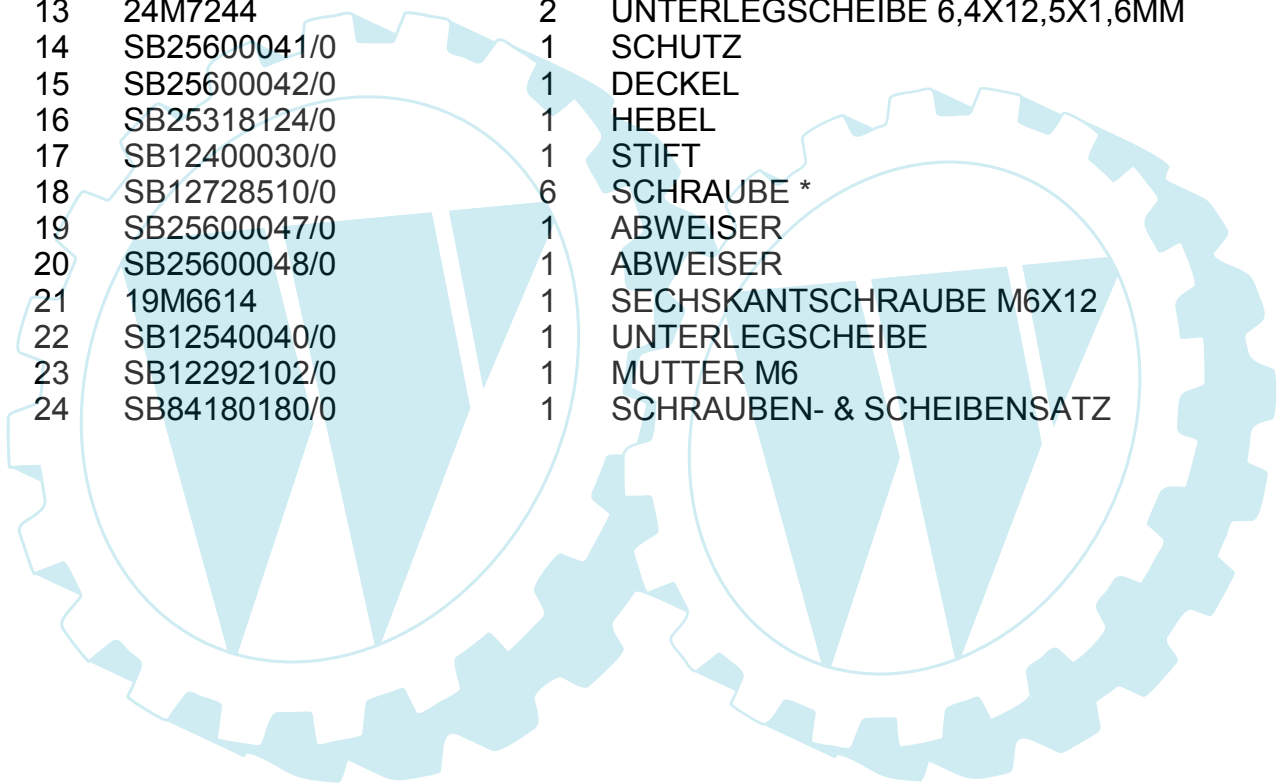 13 24M7244 2 UNTERLEGSCHEIBE 6,4X12,5X1,6MM
14 SB25600041/0 1 SCHUTZ
15 SB25600042/0 1 DECKEL
16 SB25318124/0 1 HEBEL
17 SB12400030/0 1 STIFT
18 SB12728510/0 6 SCHRAUBE *
19 SB25600047/0 1 ABWEISER
20 SB25600048/0 1 ABWEISER
21 19M6614 1 SECHSKANTSCHRAUBE M6X12
22 SB12540040/0 1 UNTERLEGSCHEIBE
23 SB12292102/0 1 MUTTER M6
24 SB84180180/0 1 SCHRAUBEN- & SCHEIBENSATZ